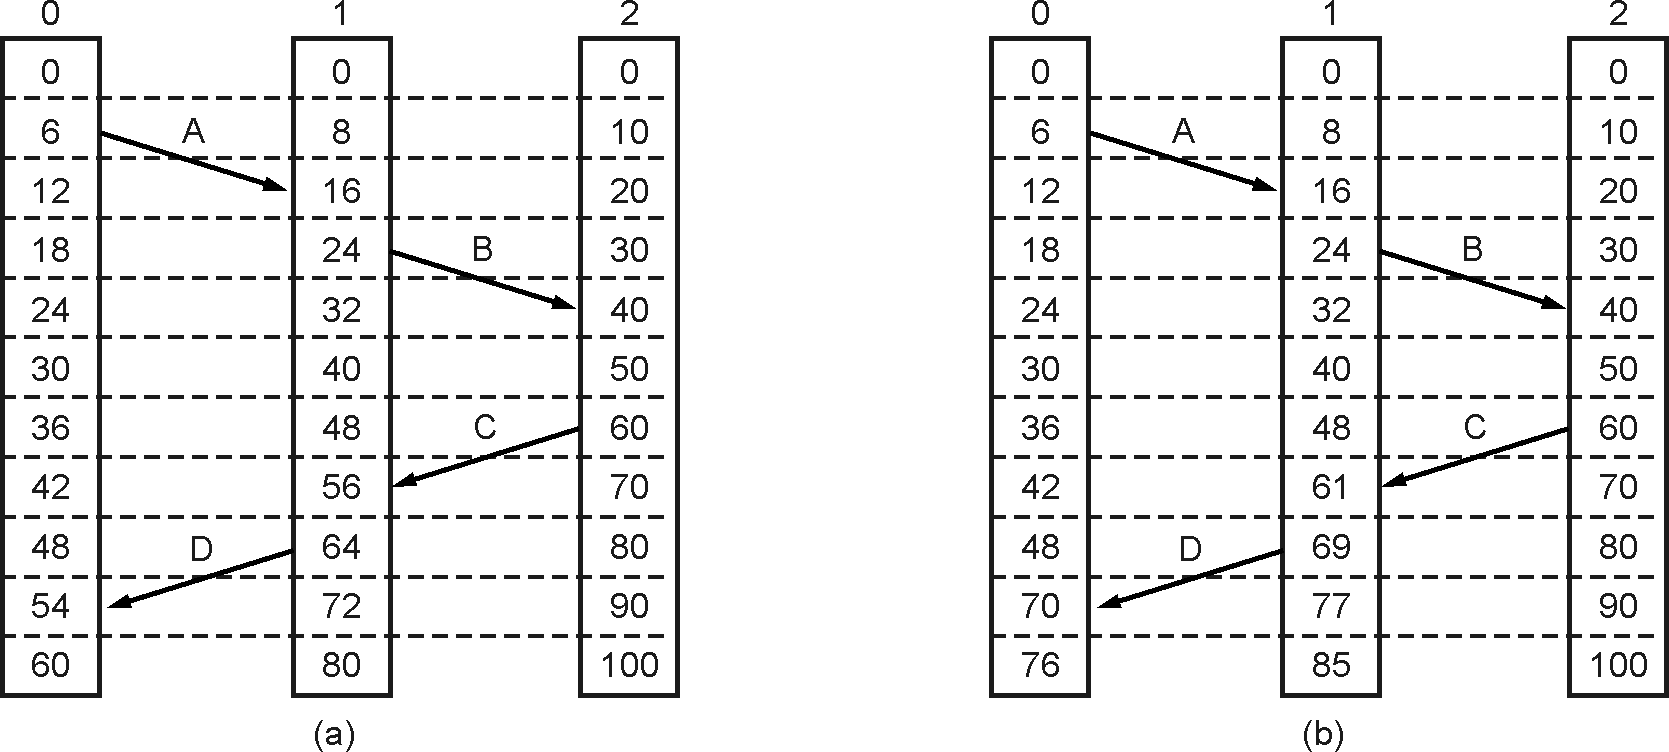 0 1 2 0 1 2
0 0 0 0 0 0
6 A 8 10 6 A 8 10
12 16 20 12 16 20
18 24 B 30 18 24 B 30
24 32 40 24 32 40
30 40 50 30 40 50
36 48 C 60 36 48 C 60
42 56 70 42 61 70
48 D 64 80 48 D 69 80
54 72 90 70 77 90
60 80 100 76 85 100
(a) (b)